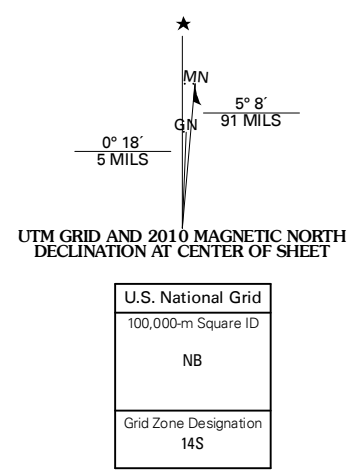 MN
5° 8´
91 MILS
GN
0° 18´
5 MILS
UTM GRID AND 2010 MAGNETIC NORTH
DECLINATION AT CENTER OF SHEET
U.S. National Grid
100,000-m Square ID
NB
Grid Zone Designation
14S